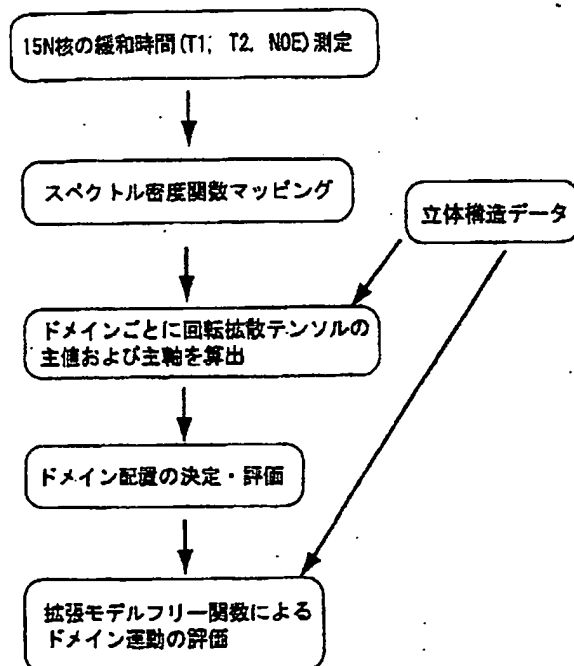 15N核の緩和時間(T1; T2. NOE)測定
スペクトル密度関数マッピング
立体構造データ
ドメインごとに回転拡散テンソルの
主値および主軸を算出
ドメイン配置の決定・評価
拡張モデルフリー関数による
ドメイン運動の評価